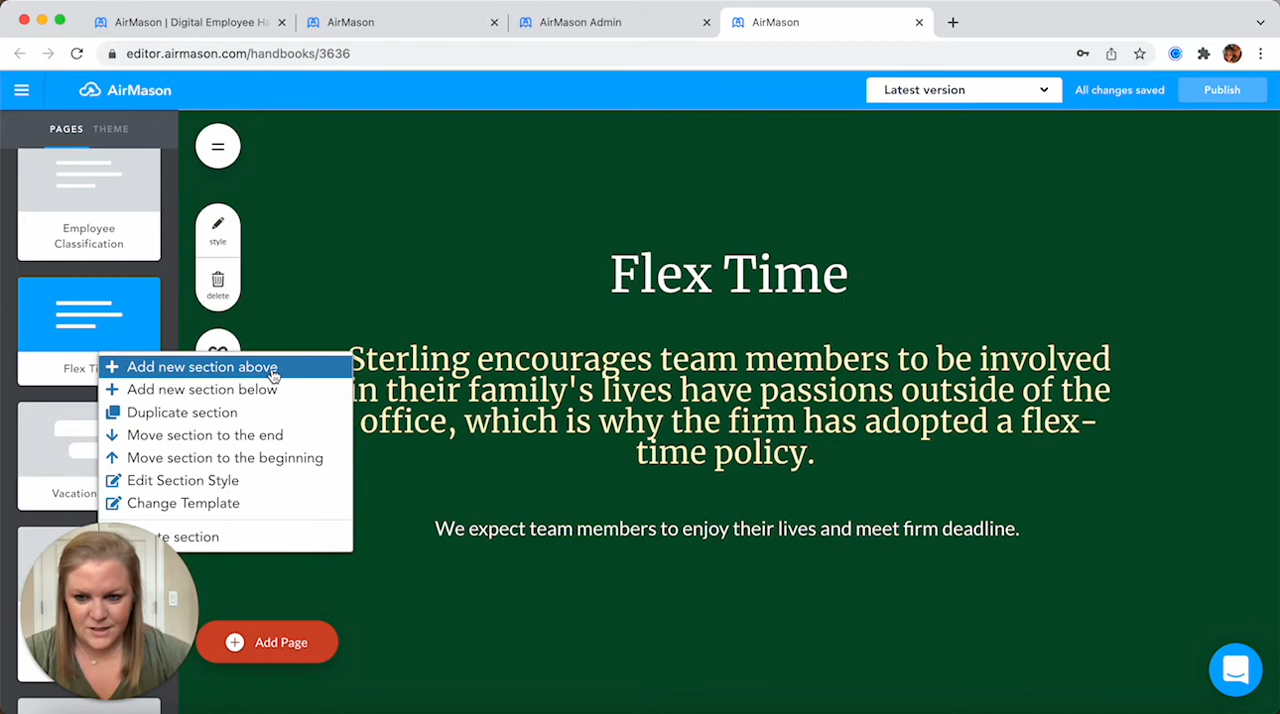 AirMason | Digital Employee Ha
AirMason
AirMason Admin
AirMason
editor.airmason.com/handbooks/3636
AirMason
Latest version
All changes saved
Publish
PAGES
THEME
Employee
Classification
style
delete
Flex Ti
Add new section above
Add new section below
Duplicate section
Move section to the end
Move section to the beginning
Edit Section Style
Change Template
te section
Vacation
Add Page
Flex Time
Sterling encourages team members to be involved
in their family's lives have passions outside of the
office, which is why the firm has adopted a flex-
time policy.
We expect team members to enjoy their lives and meet firm deadline.